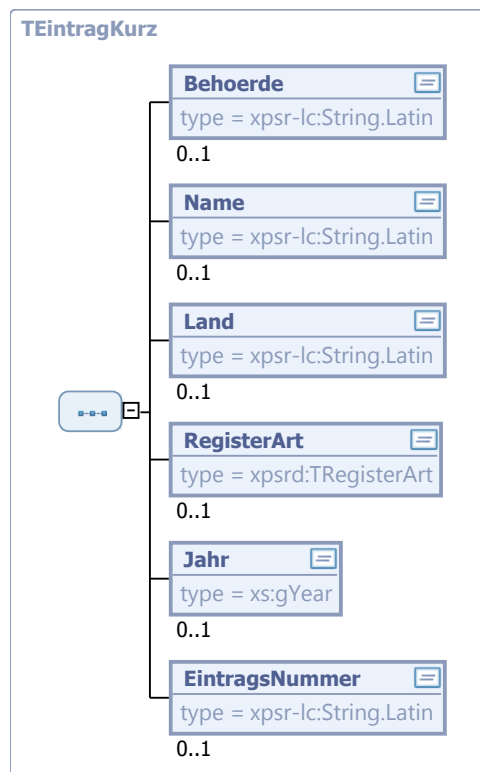 TEintragKurz
Behoerde
type = xpsr-lc:String.Latin
0..1
Name
type = xpsr-lc:String.Latin
0..1
Land
type = xpsr-lc:String.Latin
0..1
RegisterArt
type = xpsrd:TRegisterArt
0..1
Jahr
type = xs:gYear
0..1
EintragsNummer
type = xpsr-lc:String.Latin
0..1